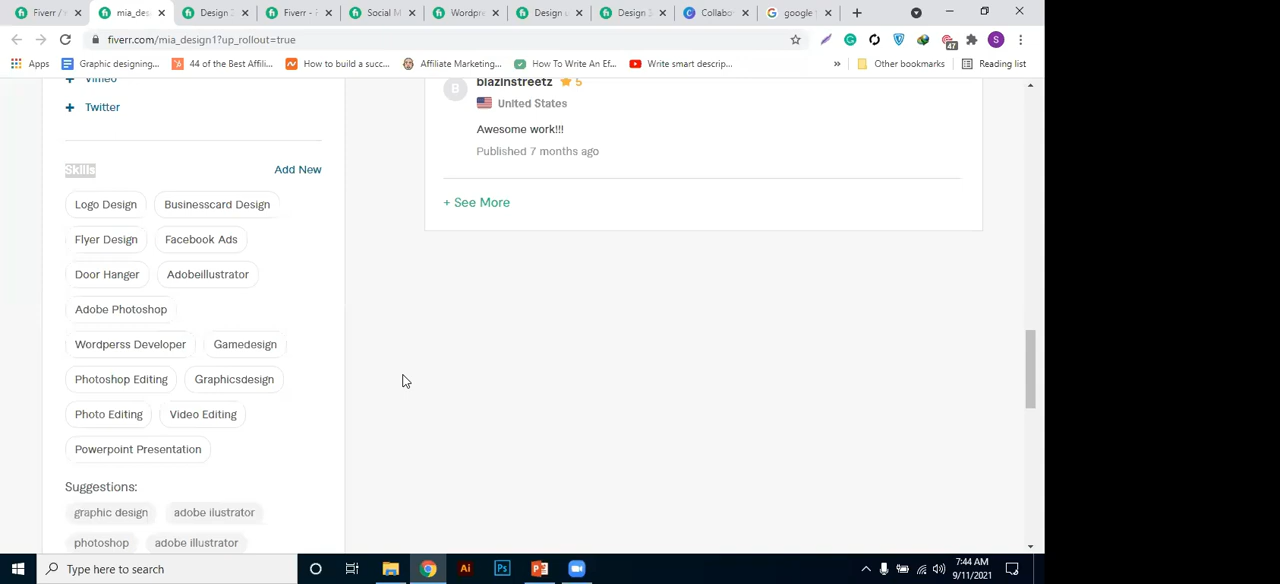 Fiverr /
mia_des
Design
Fiverr - F
Social M
Wordpre
Design u
Design
Collabo
google
fiverr.com/mia_design1?up_rollout=true
47
S
Apps
Graphic designing...
44 of the Best Affili...
How to build a succ...
Affiliate Marketing...
How To Write An Ef...
Write smart descrip...
»
Other bookmarks
Reading list
+ Vimeo
+ Twitter
Skills
Add New
Logo Design
Businesscard Design
Flyer Design
Facebook Ads
Door Hanger
Adobeillustrator
Adobe Photoshop
Wordperss Developer
Gamedesign
Photoshop Editing
Graphicsdesign
Photo Editing
Video Editing
Powerpoint Presentation
Suggestions:
graphic design
adobe ilustrator
photoshop
adobe illustrator
B
blazinstreetz
5
United States
Awesome work!!!
Published 7 months ago
+ See More
Type here to search
Ai
Ps
7:44 AM
9/11/2021